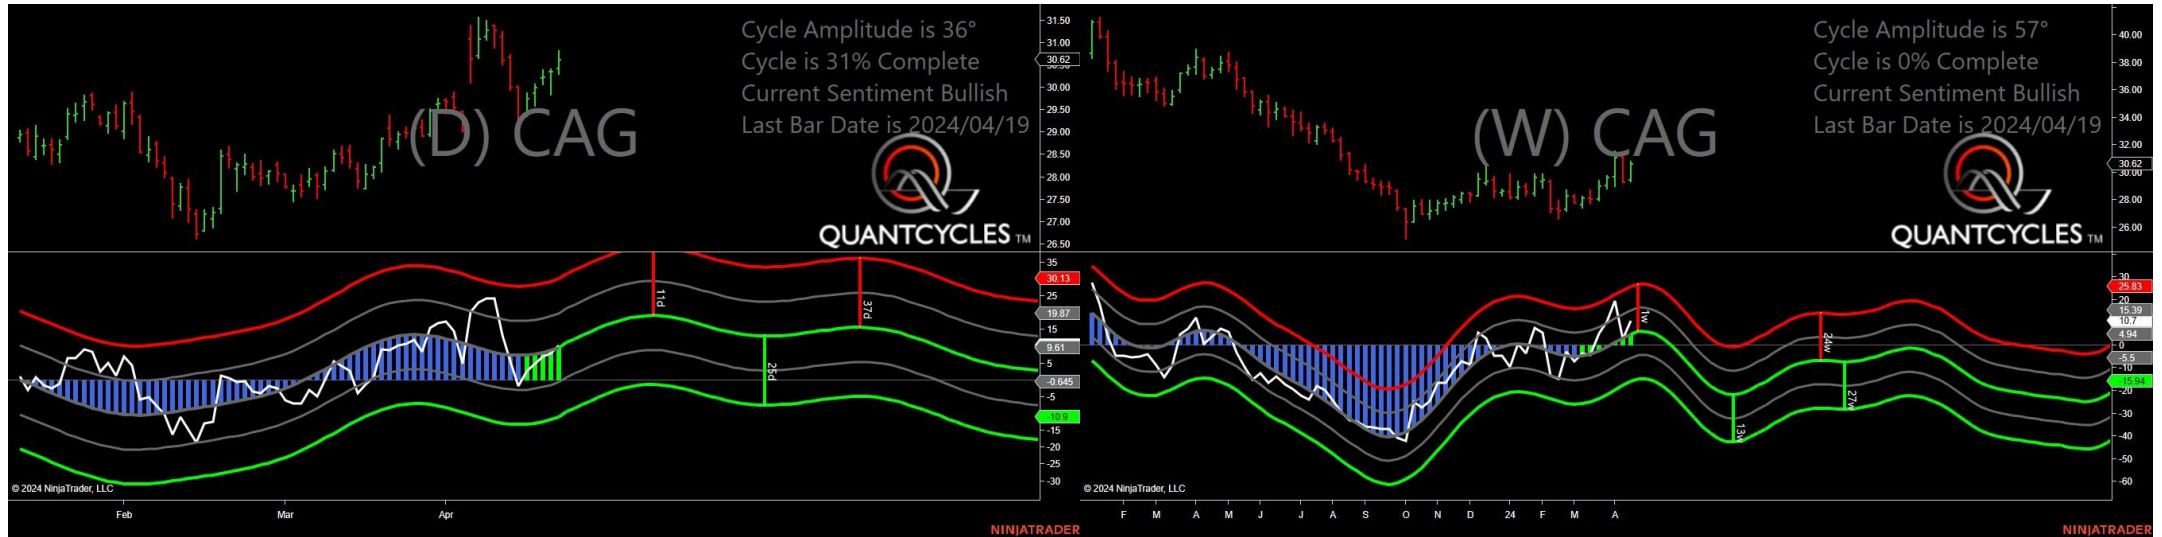 Cycle Amplitude is 36°
Cycle is 31% Complete
Current Sentiment Bullish
Last Bar Date is 2024/04/19
(D) CAG
QUANTCYCLES TM
31.50
31.00
30.62
30.00
29.50
29.00
28.50
28.00
27.50
27.00
26.50
35
30.13
25
19.87
15
9.61
5
-0.645
-5
-10.9
-15
-20
-25
-30
11d
25d
37d
© 2024 NinjaTrader, LLC
Feb Mar Apr
NINJATRADER
Cycle Amplitude is 57°
Cycle is 0% Complete
Current Sentiment Bullish
Last Bar Date is 2024/04/19
(W) CAG
QUANTCYCLES TM
40.00
38.00
36.00
34.00
32.00
30.62
30.00
28.00
26.00
30
25.83
20
15.39
10.7
4.94
0
-5.5
-10
-15.94
-20
-30
-40
-50
-60
1w
13w
24w
27w
© 2024 NinjaTrader, LLC
F M A M J J A S O N D 24 F M A
NINJATRADER